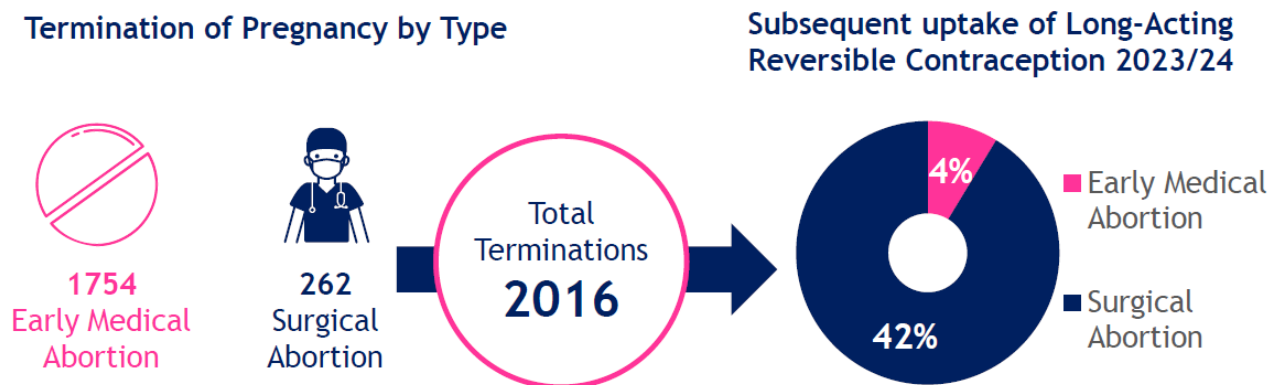 Termination of Pregnancy by Type
1754
Early Medical
Abortion
262
Surgical
Abortion
Total
Terminations
2016
Subsequent uptake of Long-Acting
Reversible Contraception 2023/24
4%
42%
Early Medical
Abortion
Surgical
Abortion